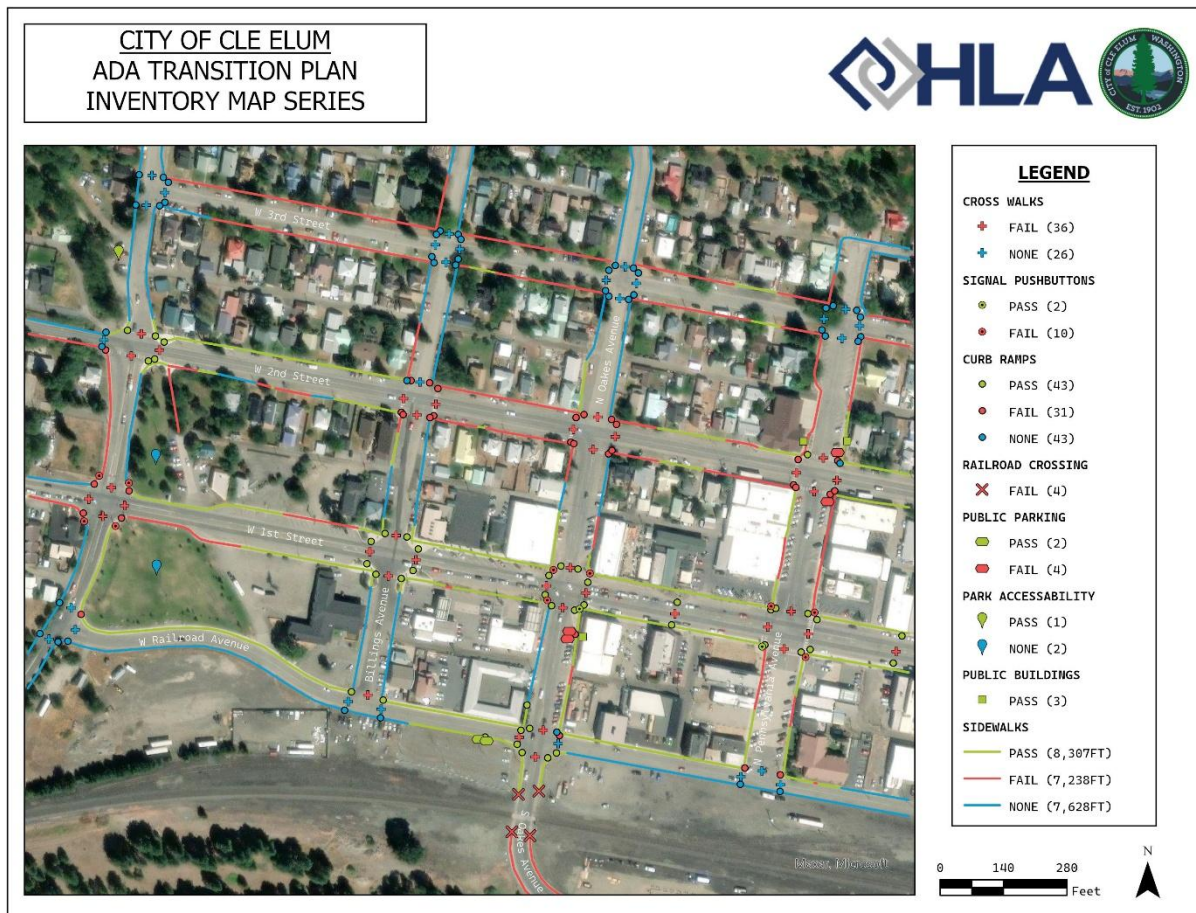 CITY OF CLE ELUM
ADA TRANSITION PLAN
INVENTORY MAP SERIES
HLA
CITY of CLE ELUM
WASHINGTON
EST. 1902
W 3rd Street
W 2nd Street
N Oakes Avenue
W 1st Street
W Railroad Avenue
Billings Avenue
N Pennsylvania Avenue
S Oakes Avenue
Maxar, Microsoft
LEGEND
CROSS WALKS
FAIL (36)
NONE (26)
SIGNAL PUSHBUTTONS
PASS (2)
FAIL (10)
CURB RAMPS
PASS (43)
FAIL (31)
NONE (43)
RAILROAD CROSSING
FAIL (4)
PUBLIC PARKING
PASS (2)
FAIL (4)
PARK ACCESSABILITY
PASS (1)
NONE (2)
PUBLIC BUILDINGS
PASS (3)
SIDEWALKS
PASS (8,307FT)
FAIL (7,238FT)
NONE (7,628FT)
0 140 280
Feet
N